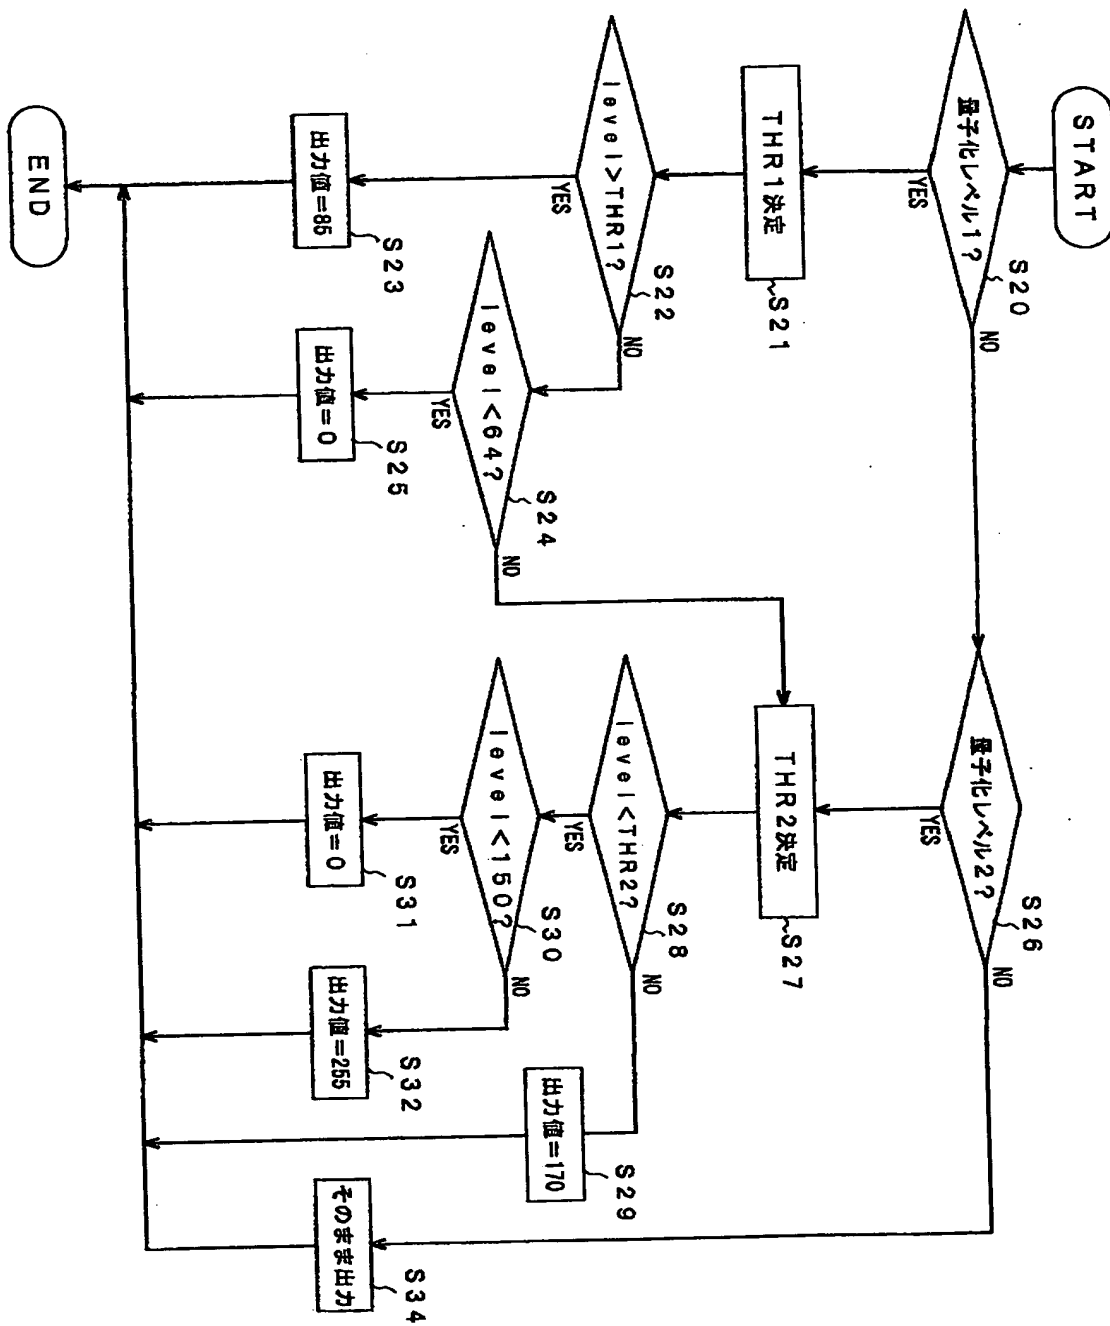 START
量子化レベル1?
S20
YES
NO
THR1決定
S21
level>THR1?
S22
YES
NO
出力値=85
S23
level<64?
S24
YES
NO
出力値=0
S25
量子化レベル2?
S26
YES
NO
THR2決定
S27
level<THR2?
S28
YES
NO
出力値=170
S29
level<150?
S30
YES
NO
出力値=0
S31
出力値=255
S32
そのまま出力
S34
END